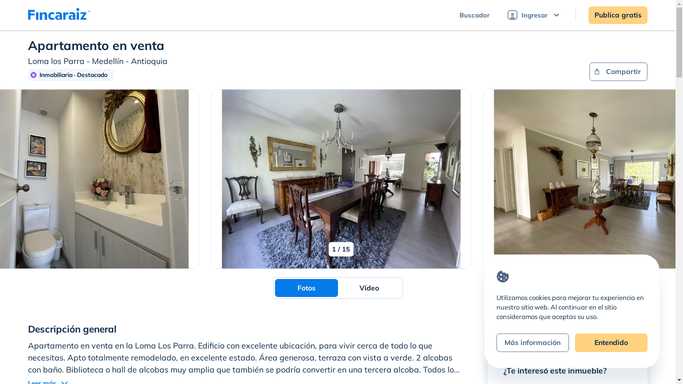 Fincaraiz
Buscador
Ingresar
Publica gratis
Apartamento en venta
Loma los Parra - Medellín - Antioquia
Inmobiliaria · Destacado
Compartir
1 / 15
Fotos
Video
Descripción general
Apartamento en venta en la Loma Los Parra. Edificio con excelente ubicación, para vivir cerca de todo lo que
necesitas. Apto totalmente remodelado, en excelente estado. Área generosa, terraza con vista a verde. 2 alcobas
con baño. Biblioteca o hall de alcobas muy amplia que también se podría convertir en una tercera alcoba. Todos lo...
Leer más
Utilizamos cookies para mejorar tu experiencia en
nuestro sitio web. Al continuar en el sitio
consideramos que aceptas su uso.
Más información
Entendido
¿Te interesó este inmueble?